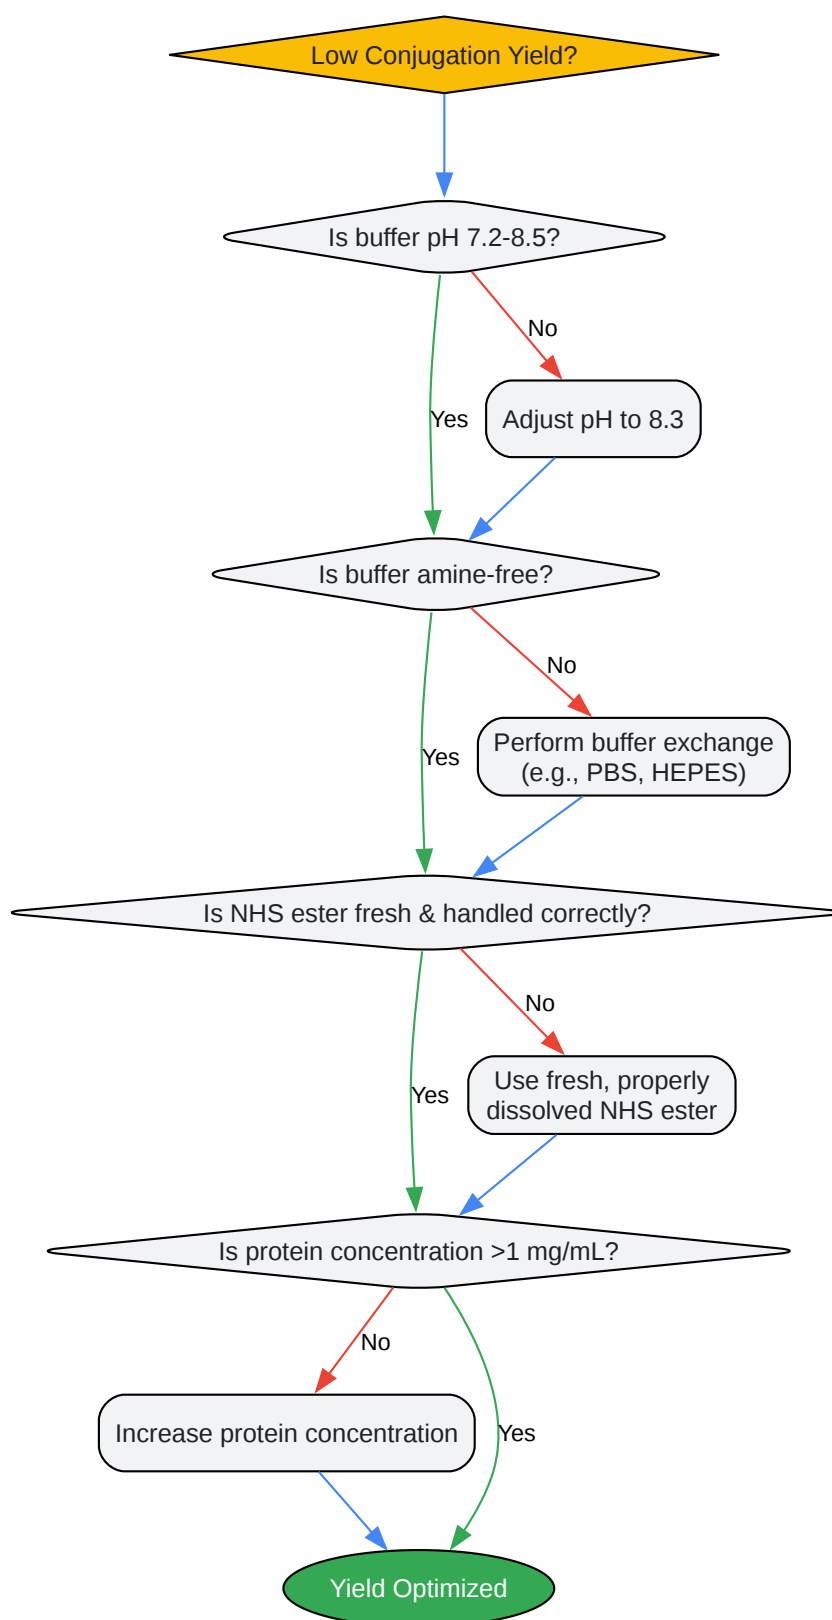 Low Conjugation Yield?
Is buffer pH 7.2-8.5?
No
Yes
Adjust pH to 8.3
Is buffer amine-free?
No
Yes
Perform buffer exchange
(e.g., PBS, HEPES)
Is NHS ester fresh & handled correctly?
No
Yes
Use fresh, properly
dissolved NHS ester
Is protein concentration >1 mg/mL?
No
Increase protein concentration
Yes
Yield Optimized